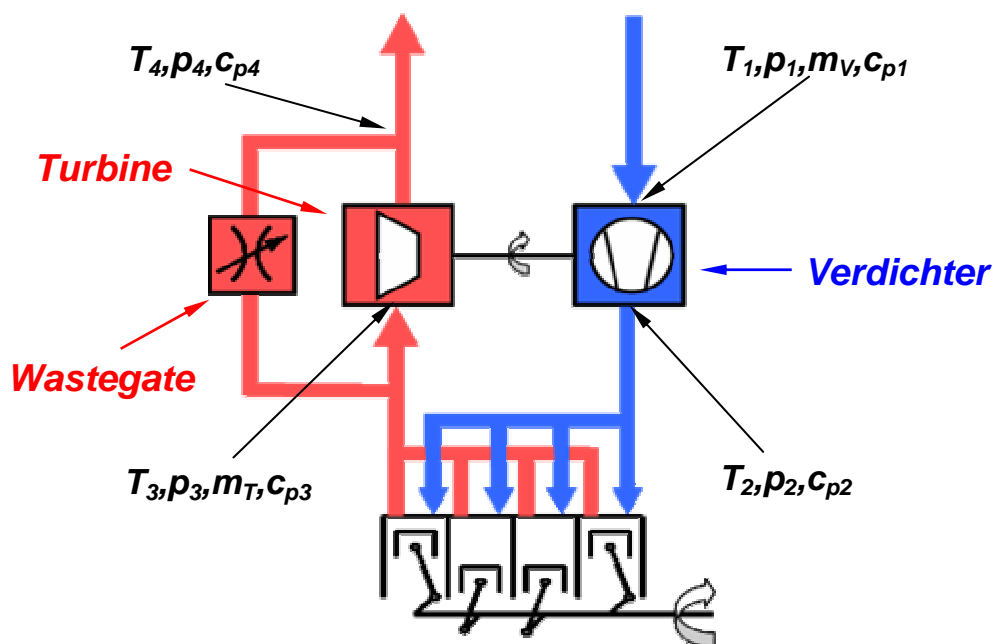 T4,p4,cp4
T1,p1,mV,cp1
Turbine
Verdichter
Wastegate
T3,p3,mT,cp3
T2,p2,cp2